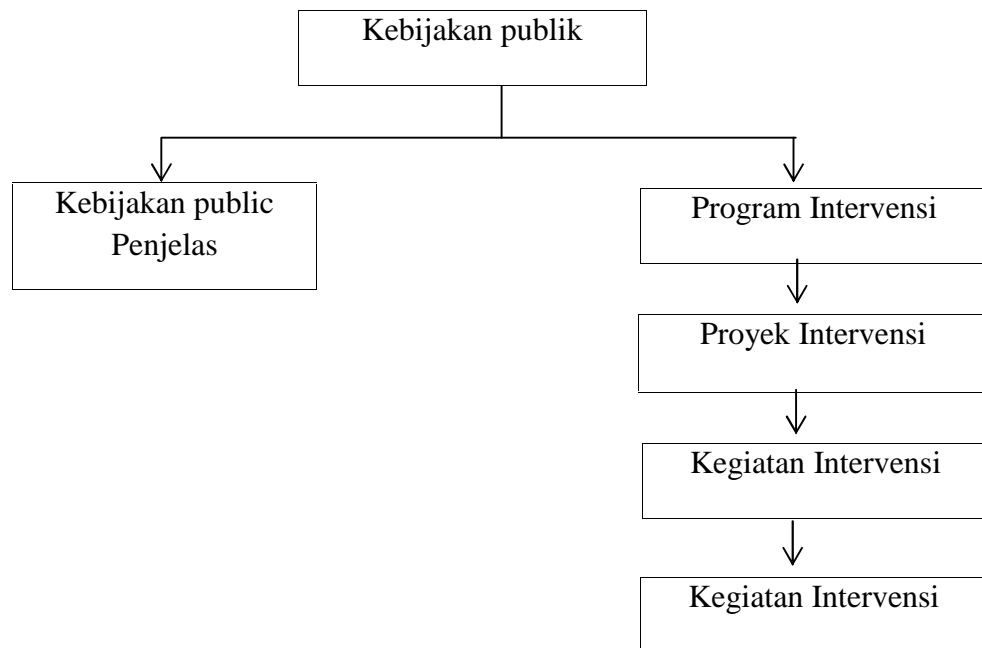 Kebijakan publik
Kebijakan public
Penjelas
Program Intervensi
Proyek Intervensi
Kegiatan Intervensi
Kegiatan Intervensi